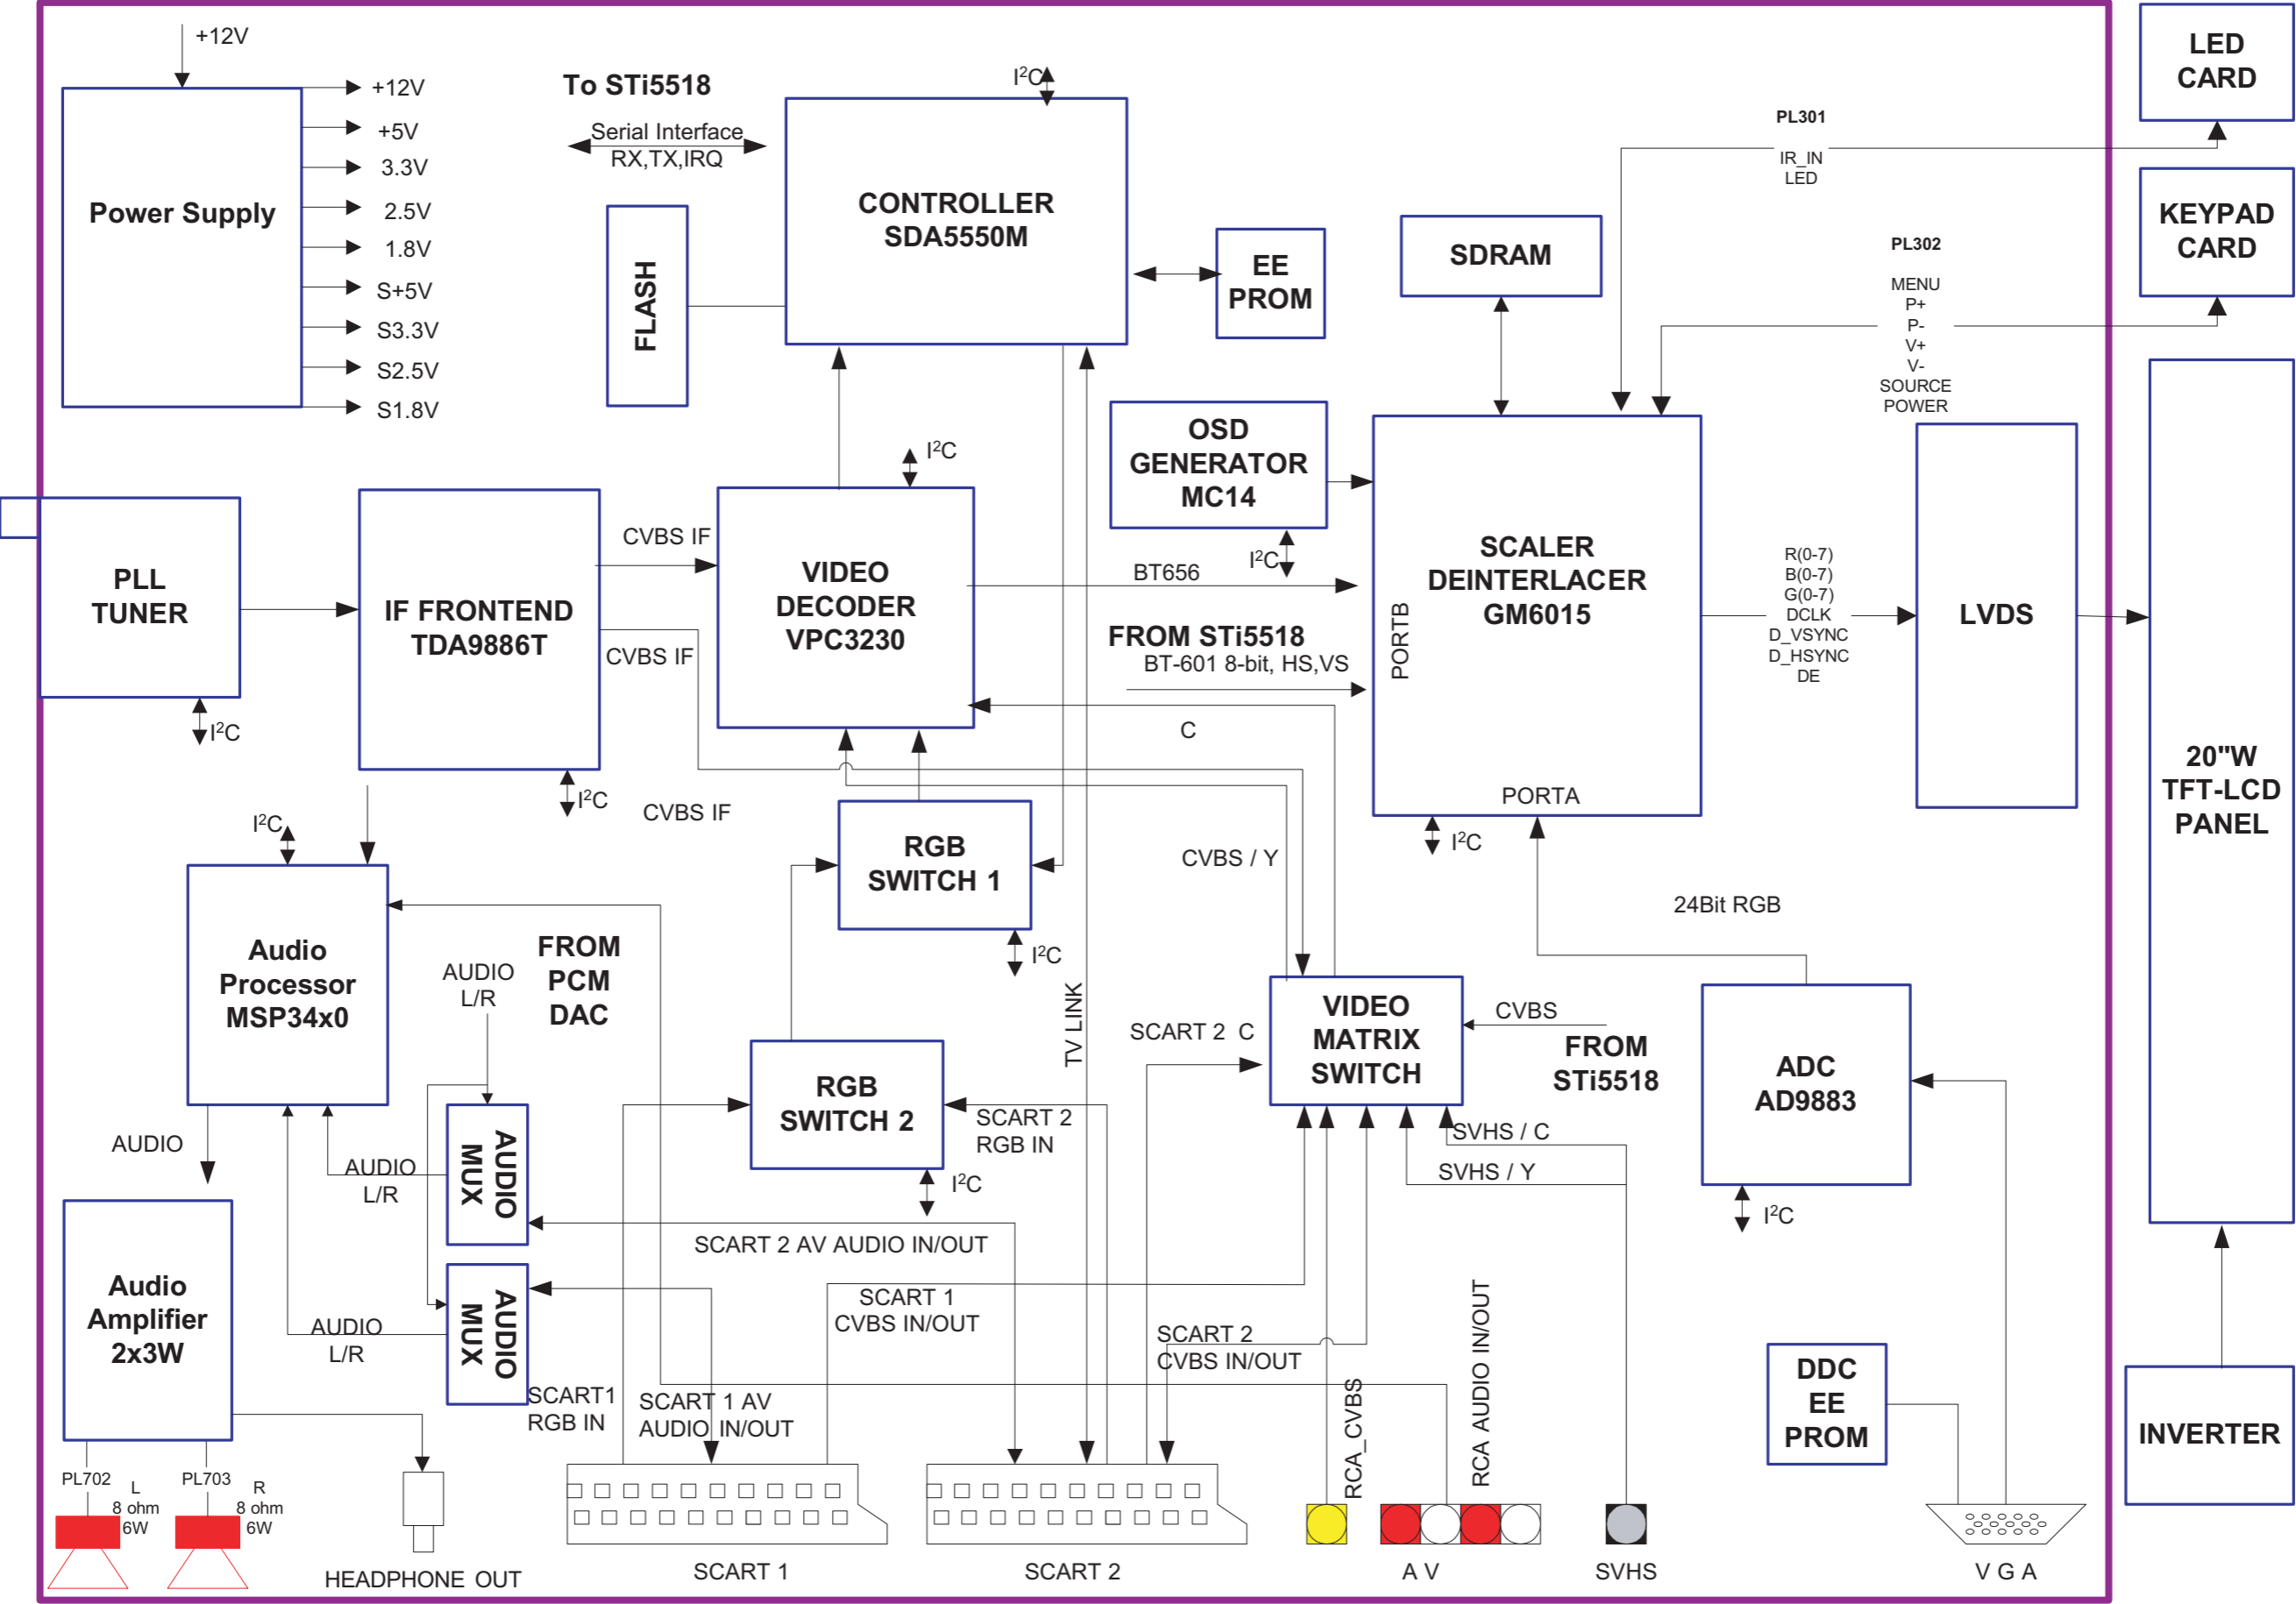 +12V
Power Supply
+12V
+5V
3.3V
2.5V
1.8V
S+5V
S3.3V
S2.5V
S1.8V
To STi5518
Serial Interface
RX,TX,IRQ
I²C
CONTROLLER
SDA5550M
FLASH
EE
PROM
SDRAM
PL301
IR_IN
LED
PL302
MENU
P+
P-
V+
V-
SOURCE
POWER
LED
CARD
KEYPAD
CARD
PLL
TUNER
I²C
IF FRONTEND
TDA9886T
I²C
CVBS IF
CVBS IF
CVBS IF
I²C
VIDEO
DECODER
VPC3230
OSD
GENERATOR
MC14
I²C
BT656
FROM STi5518
BT-601 8-bit, HS,VS
C
SCALER
DEINTERLACER
GM6015
PORTB
PORTA
I²C
R(0-7)
B(0-7)
G(0-7)
DCLK
D_VSYNC
D_HSYNC
DE
LVDS
20"W
TFT-LCD
PANEL
I²C
Audio
Processor
MSP34x0
FROM
PCM
DAC
AUDIO
L/R
RGB
SWITCH 1
I²C
CVBS / Y
24Bit RGB
RGB
SWITCH 2
I²C
TV LINK
SCART 2 C
VIDEO
MATRIX
SWITCH
CVBS
FROM
STi5518
ADC
AD9883
I²C
AUDIO
AUDIO
L/R
AUDIO
MUX
SCART 2
RGB IN
SVHS / C
SVHS / Y
SCART 2 AV AUDIO IN/OUT
Audio
Amplifier
2x3W
AUDIO
L/R
AUDIO
MUX
SCART 1
CVBS IN/OUT
SCART 2
CVBS IN/OUT
RCA_CVBS
RCA AUDIO IN/OUT
SCART1
RGB IN
SCART 1 AV
AUDIO IN/OUT
DDC
EE
PROM
INVERTER
PL702
L
8 ohm
6W
PL703
R
8 ohm
6W
HEADPHONE OUT
SCART 1
SCART 2
A V
SVHS
V G A